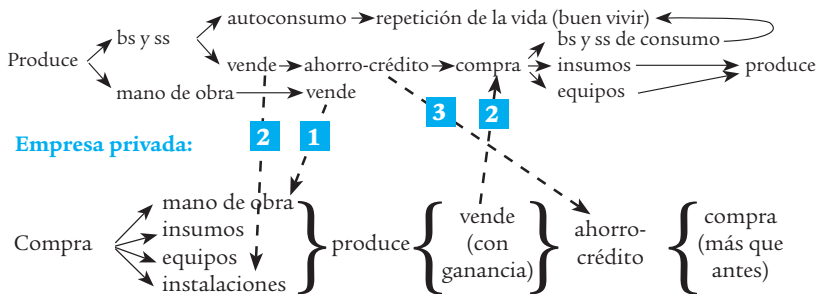 autoconsumo repetición de la vida (buen vivir)
bs y ss
bs y ss de consumo
Produce
vende ahorro-crédito compra insumos produce
mano de obra vende
equipos
3 2
2 1
Empresa privada:
mano de obra
insumos
equipos
instalaciones
Compra
produce
vende
(con
ganancia)
ahorro-
crédito
compra
(más que
antes)